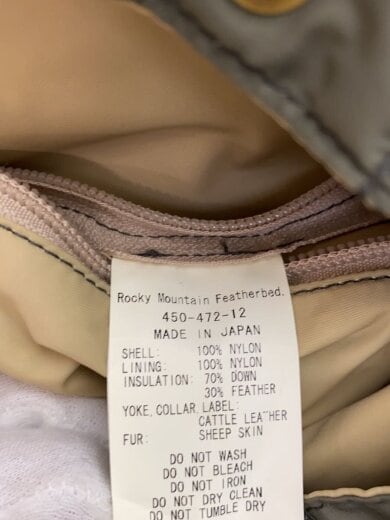 Rocky Mountain Featherbed.
450-472-12
MADE IN JAPAN
SHELL: 100% NYLON
LINING: 100% NYLON
INSULATION: 70% DOWN
30% FEATHER
YOKE, COLLAR, LABEL:
CATTLE LEATHER
FUR: SHEEP SKIN
DO NOT WASH
DO NOT BLEACH
DO NOT IRON
DO NOT DRY CLEAN
DO NOT TUMBLE DRY